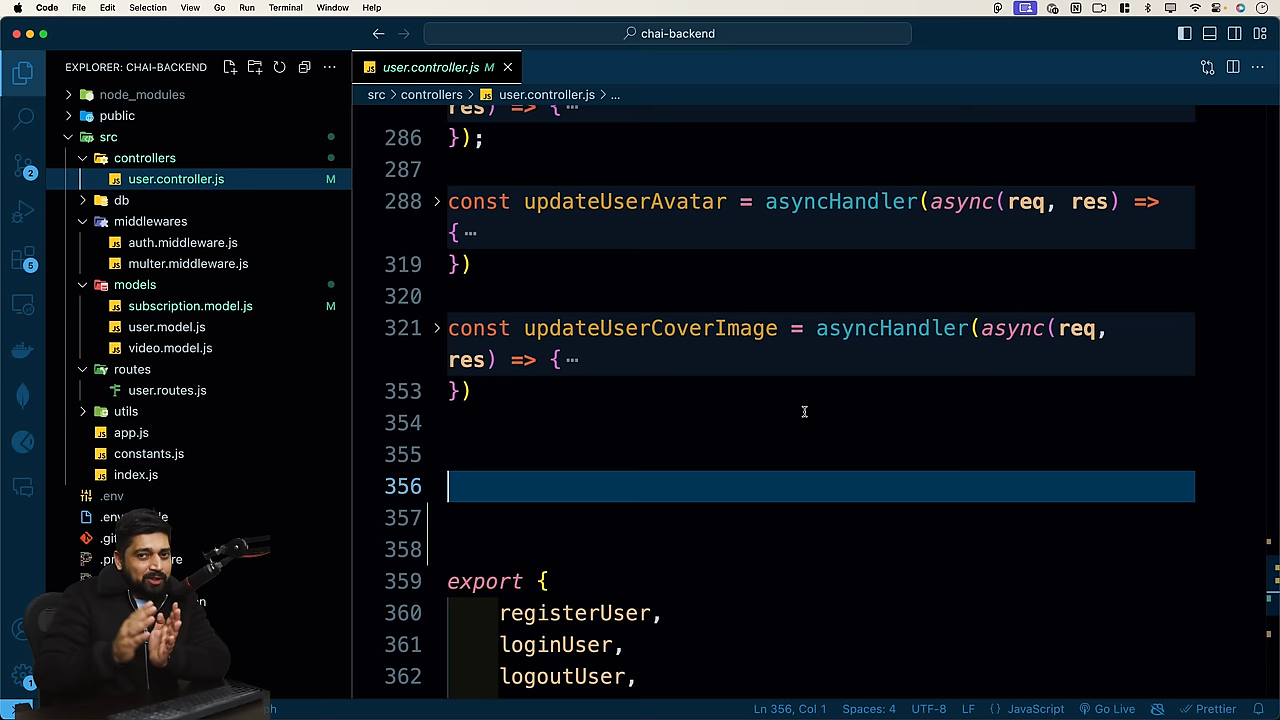 Code File Edit Selection View Go Run Terminal Window Help
chai-backend
EXPLORER: CHAI-BACKEND
node_modules
public
src
controllers
user.controller.js M
db
middlewares
auth.middleware.js
multer.middleware.js
models
subscription.model.js M
user.model.js
video.model.js
routes
user.routes.js
utils
app.js
constants.js
index.js
.env
2
5
1
user.controller.js M
src > controllers > user.controller.js > ...
res) => {…
286 });
287
288 const updateUserAvatar = asyncHandler(async(req, res) =>
{…
319 })
320
321 const updateUserCoverImage = asyncHandler(async(req,
res) => {…
353 })
354
355
356
357
358
359 export {
360 registerUser,
361 loginUser,
362 logoutUser,
Ln 356, Col 1 Spaces: 4 UTF-8 LF {} JavaScript Go Live Prettier